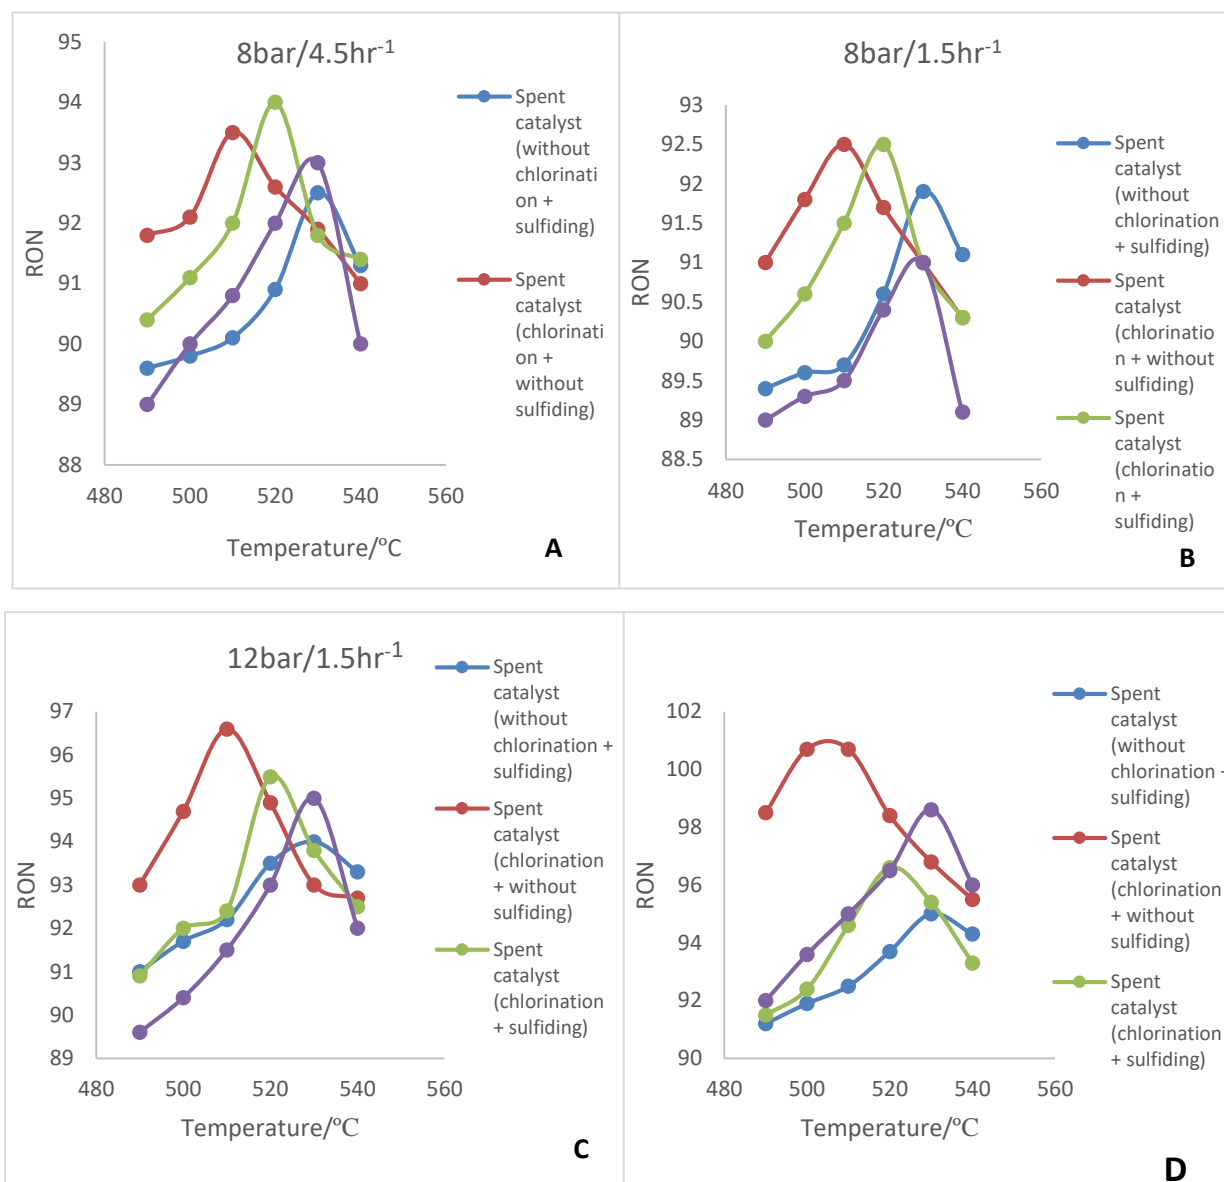 8bar/4.5hr⁻¹
95
94
93
92
91
90
89
88
RON
480
500
520
540
560
Temperature/°C
Spent
catalyst
(without
chlorinati
on +
sulfiding)
Spent
catalyst
(chlorinati
on +
without
sulfiding)
A
8bar/1.5hr⁻¹
93
92.5
92
91.5
91
90.5
90
89.5
89
88.5
RON
480
500
520
540
560
Temperature/°C
Spent
catalyst
(without
chlorination
+ sulfiding)
Spent
catalyst
(chlorinatio
n + without
sulfiding)
Spent
catalyst
(chlorinatio
n +
sulfiding)
B
12bar/1.5hr⁻¹
97
96
95
94
93
92
91
90
89
RON
480
500
520
540
560
Temperature/°C
Spent
catalyst
(without
chlorination +
sulfiding)
Spent
catalyst
(chlorination
+ without
sulfiding)
Spent
catalyst
(chlorination
+ sulfiding)
C
102
100
98
96
94
92
90
RON
480
500
520
540
560
Temperature/°C
Spent
catalyst
(without
chlorination +
sulfiding)
Spent
catalyst
(chlorination
+ without
sulfiding)
Spent
catalyst
(chlorination
+ sulfiding)
D